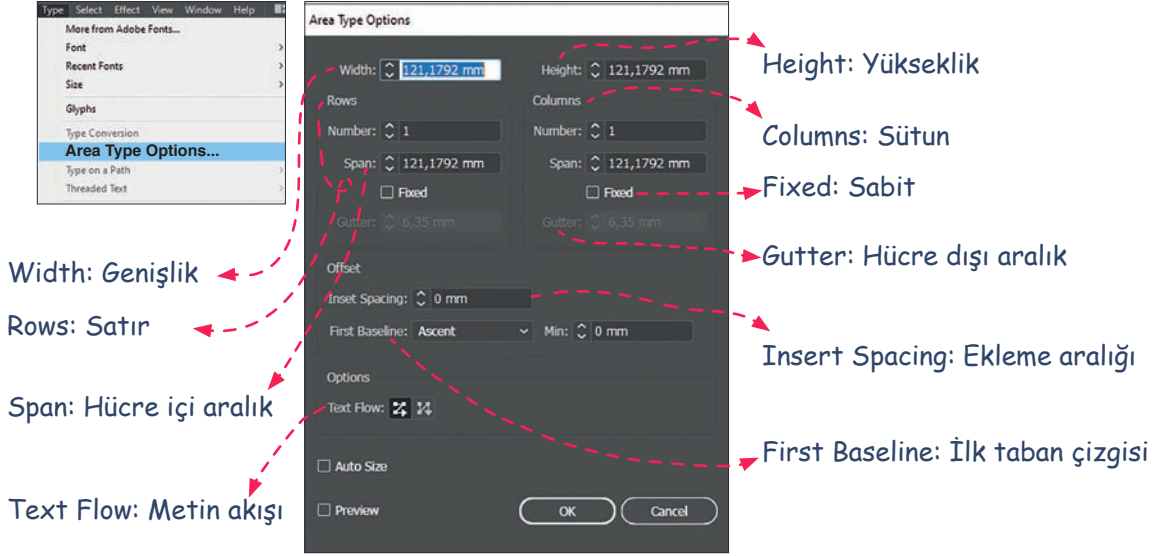 Type Select Effect View Window Help
More from Adobe Fonts...
Font
Recent Fonts
Size
Glyphs
Type Conversion
Area Type Options...
Type on a Path
Threaded Text
Area Type Options
Width: 121,1792 mm Height: 121,1792 mm
Rows Columns
Number: 1 Number: 1
Span: 121,1792 mm Span: 121,1792 mm
Fixed Fixed
Gutter: 6,35 mm Gutter: 6,35 mm
Offset
Inset Spacing: 0 mm
First Baseline: Ascent Min: 0 mm
Options
Text Flow:
Auto Size
Preview OK Cancel
Width: Genişlik
Rows: Satır
Span: Hücre içi aralık
Text Flow: Metin akışı
Height: Yükseklik
Columns: Sütun
Fixed: Sabit
Gutter: Hücre dışı aralık
Insert Spacing: Ekleme aralığı
First Baseline: İlk taban çizgisi